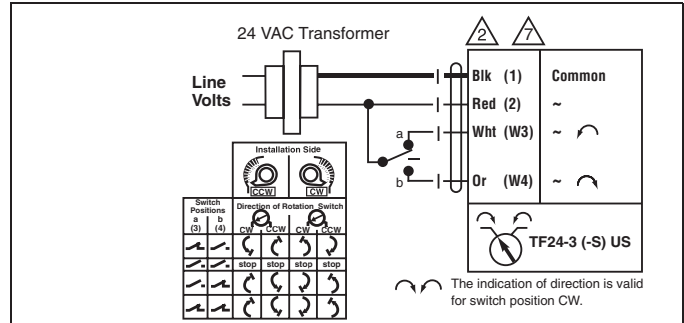 24 VAC Transformer
2 7
Line
Volts
Blk (1) Common
Red (2) ~
a Wht (W3) ~
b Or (W4) ~
Installation Side
CCW CW
Switch
Positions
a b
(3) (4)
Direction of Rotation Switch
CW CCW CW CCW
stop stop stop stop
TF24-3 (-S) US
The indication of direction is valid
for switch position CW.